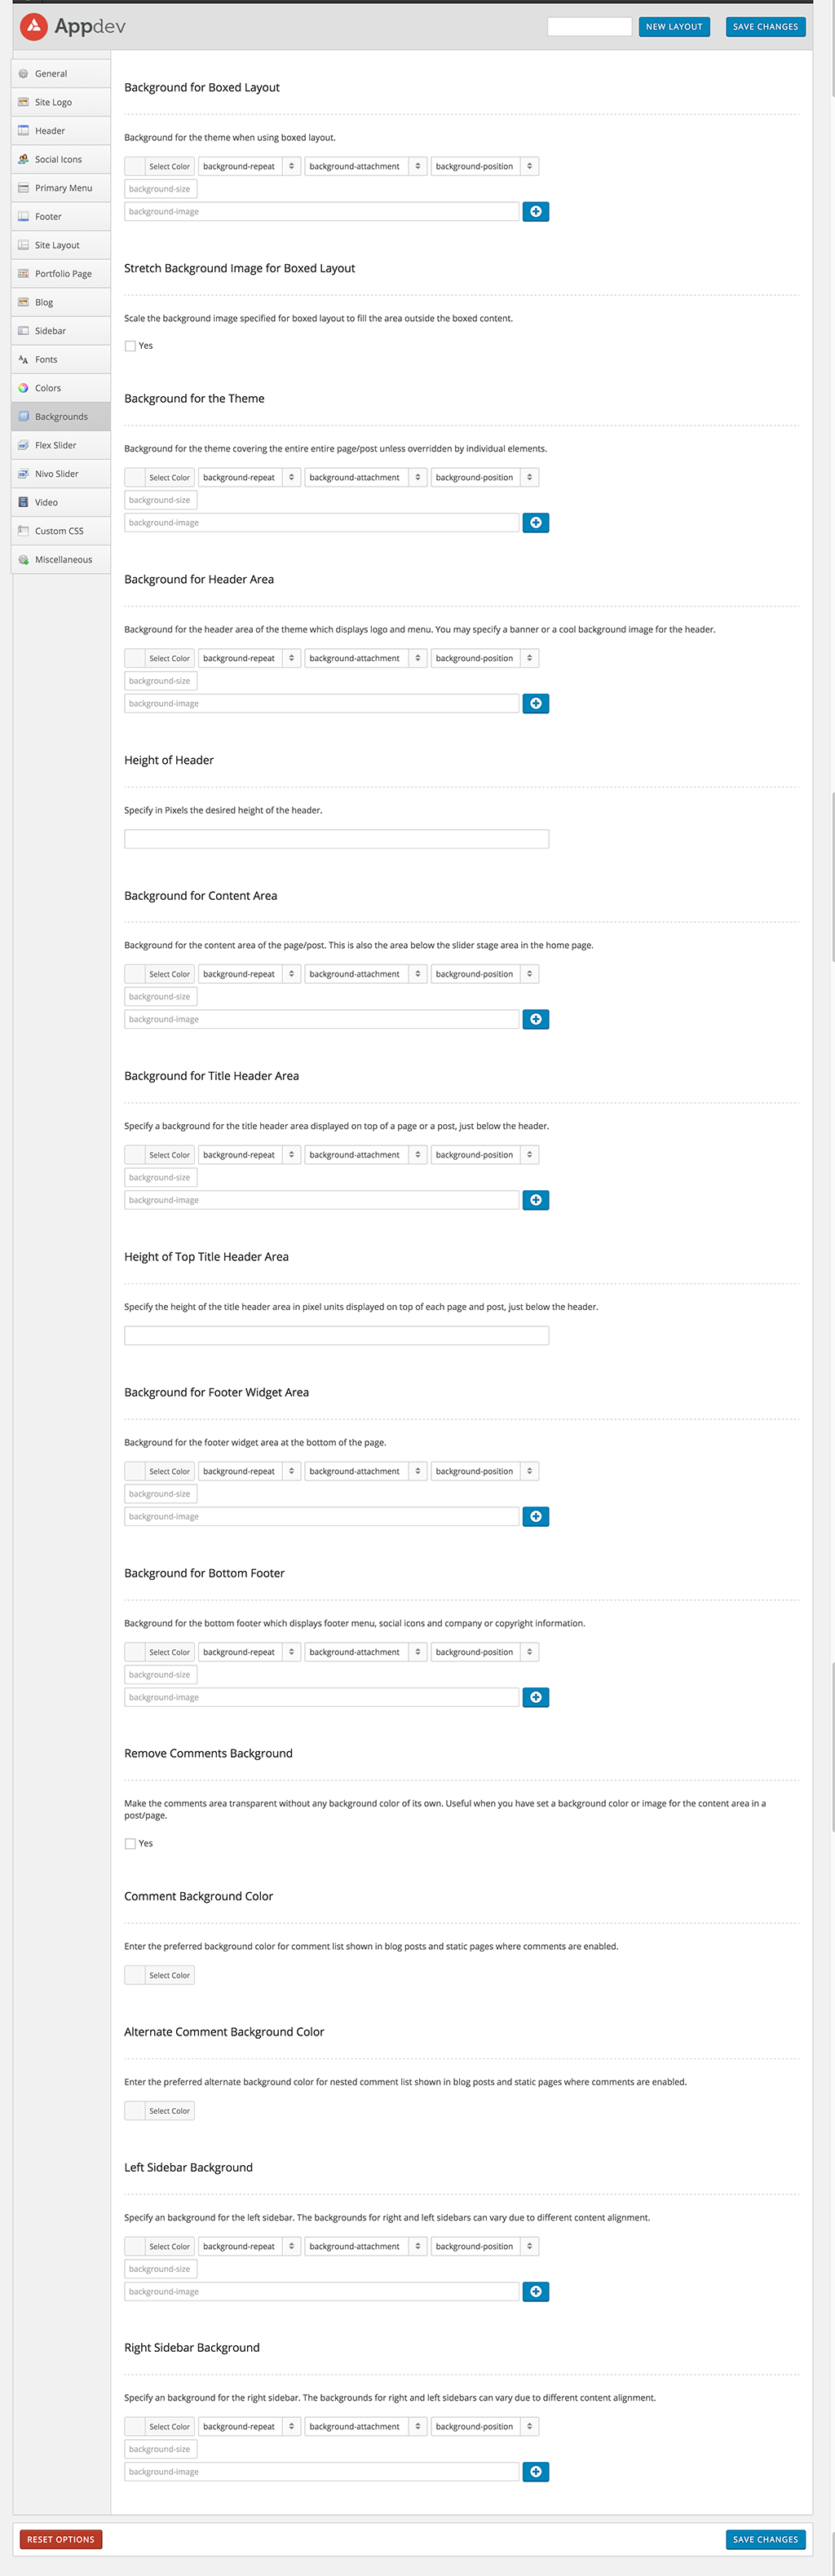 Appdev
NEW LAYOUT
SAVE CHANGES
General
Site Logo
Header
Social Icons
Primary Menu
Footer
Site Layout
Portfolio Page
Blog
Sidebar
Fonts
Colors
Backgrounds
Flex Slider
Nivo Slider
Video
Custom CSS
Miscellaneous
Background for Boxed Layout
Background for the theme when using boxed layout.
Select Color background-repeat background-attachment background-position
background-size
background-image
Stretch Background Image for Boxed Layout
Scale the background image specified for boxed layout to fill the area outside the boxed content.
Yes
Background for the Theme
Background for the theme covering the entire entire page/post unless overridden by individual elements.
Select Color background-repeat background-attachment background-position
background-size
background-image
Background for Header Area
Background for the header area of the theme which displays logo and menu. You may specify a banner or a cool background image for the header.
Select Color background-repeat background-attachment background-position
background-size
background-image
Height of Header
Specify in Pixels the desired height of the header.
Background for Content Area
Background for the content area of the page/post. This is also the area below the slider stage area in the home page.
Select Color background-repeat background-attachment background-position
background-size
background-image
Background for Title Header Area
Specify a background for the title header area displayed on top of a page or a post, just below the header.
Select Color background-repeat background-attachment background-position
background-size
background-image
Height of Top Title Header Area
Specify the height of the title header area in pixel units displayed on top of each page and post, just below the header.
Background for Footer Widget Area
Background for the footer widget area at the bottom of the page.
Select Color background-repeat background-attachment background-position
background-size
background-image
Background for Bottom Footer
Background for the bottom footer which displays footer menu, social icons and company or copyright information.
Select Color background-repeat background-attachment background-position
background-size
background-image
Remove Comments Background
Make the comments area transparent without any background color of its own. Useful when you have set a background color or image for the content area in a
post/page.
Yes
Comment Background Color
Enter the preferred background color for comment list shown in blog posts and static pages where comments are enabled.
Select Color
Alternate Comment Background Color
Enter the preferred alternate background color for nested comment list shown in blog posts and static pages where comments are enabled.
Select Color
Left Sidebar Background
Specify an background for the left sidebar. The backgrounds for right and left sidebars can vary due to different content alignment.
Select Color background-repeat background-attachment background-position
background-size
background-image
Right Sidebar Background
Specify an background for the right sidebar. The backgrounds for right and left sidebars can vary due to different content alignment.
Select Color background-repeat background-attachment background-position
background-size
background-image
RESET OPTIONS
SAVE CHANGES